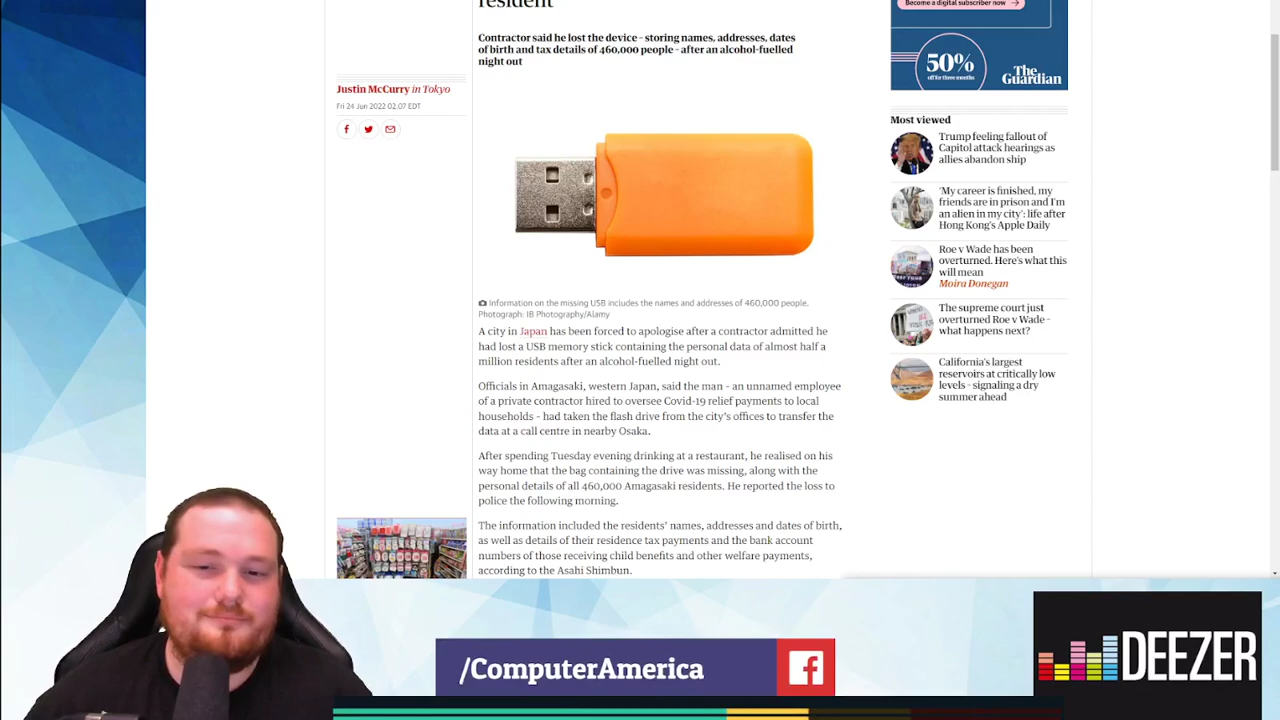 resident
Contractor said he lost the device – storing names, addresses, dates
of birth and tax details of 460,000 people – after an alcohol-fuelled
night out
Justin McCurry in Tokyo
Fri 24 Jun 2022 02.07 EDT
Information on the missing USB includes the names and addresses of 460,000 people.
Photograph: IB Photography/Alamy
A city in Japan has been forced to apologise after a contractor admitted he
had lost a USB memory stick containing the personal data of almost half a
million residents after an alcohol-fuelled night out.
Officials in Amagasaki, western Japan, said the man – an unnamed employee
of a private contractor hired to oversee Covid-19 relief payments to local
households – had taken the flash drive from the city's offices to transfer the
data at a call centre in nearby Osaka.
After spending Tuesday evening drinking at a restaurant, he realised on his
way home that the bag containing the drive was missing, along with the
personal details of all 460,000 Amagasaki residents. He reported the loss to
police the following morning.
The information included the residents' names, addresses and dates of birth,
as well as details of their residence tax payments and the bank account
numbers of those receiving child benefits and other welfare payments,
according to the Asahi Shimbun.
Become a digital subscriber now →
50%
off for three months
The
Guardian
Most viewed
Trump feeling fallout of
Capitol attack hearings as
allies abandon ship
'My career is finished, my
friends are in prison and I'm
an alien in my city': life after
Hong Kong's Apple Daily
Roe v Wade has been
overturned. Here's what this
will mean
Moira Donegan
The supreme court just
overturned Roe v Wade –
what happens next?
California's largest
reservoirs at critically low
levels – signaling a dry
summer ahead
/ComputerAmerica
DEEZER